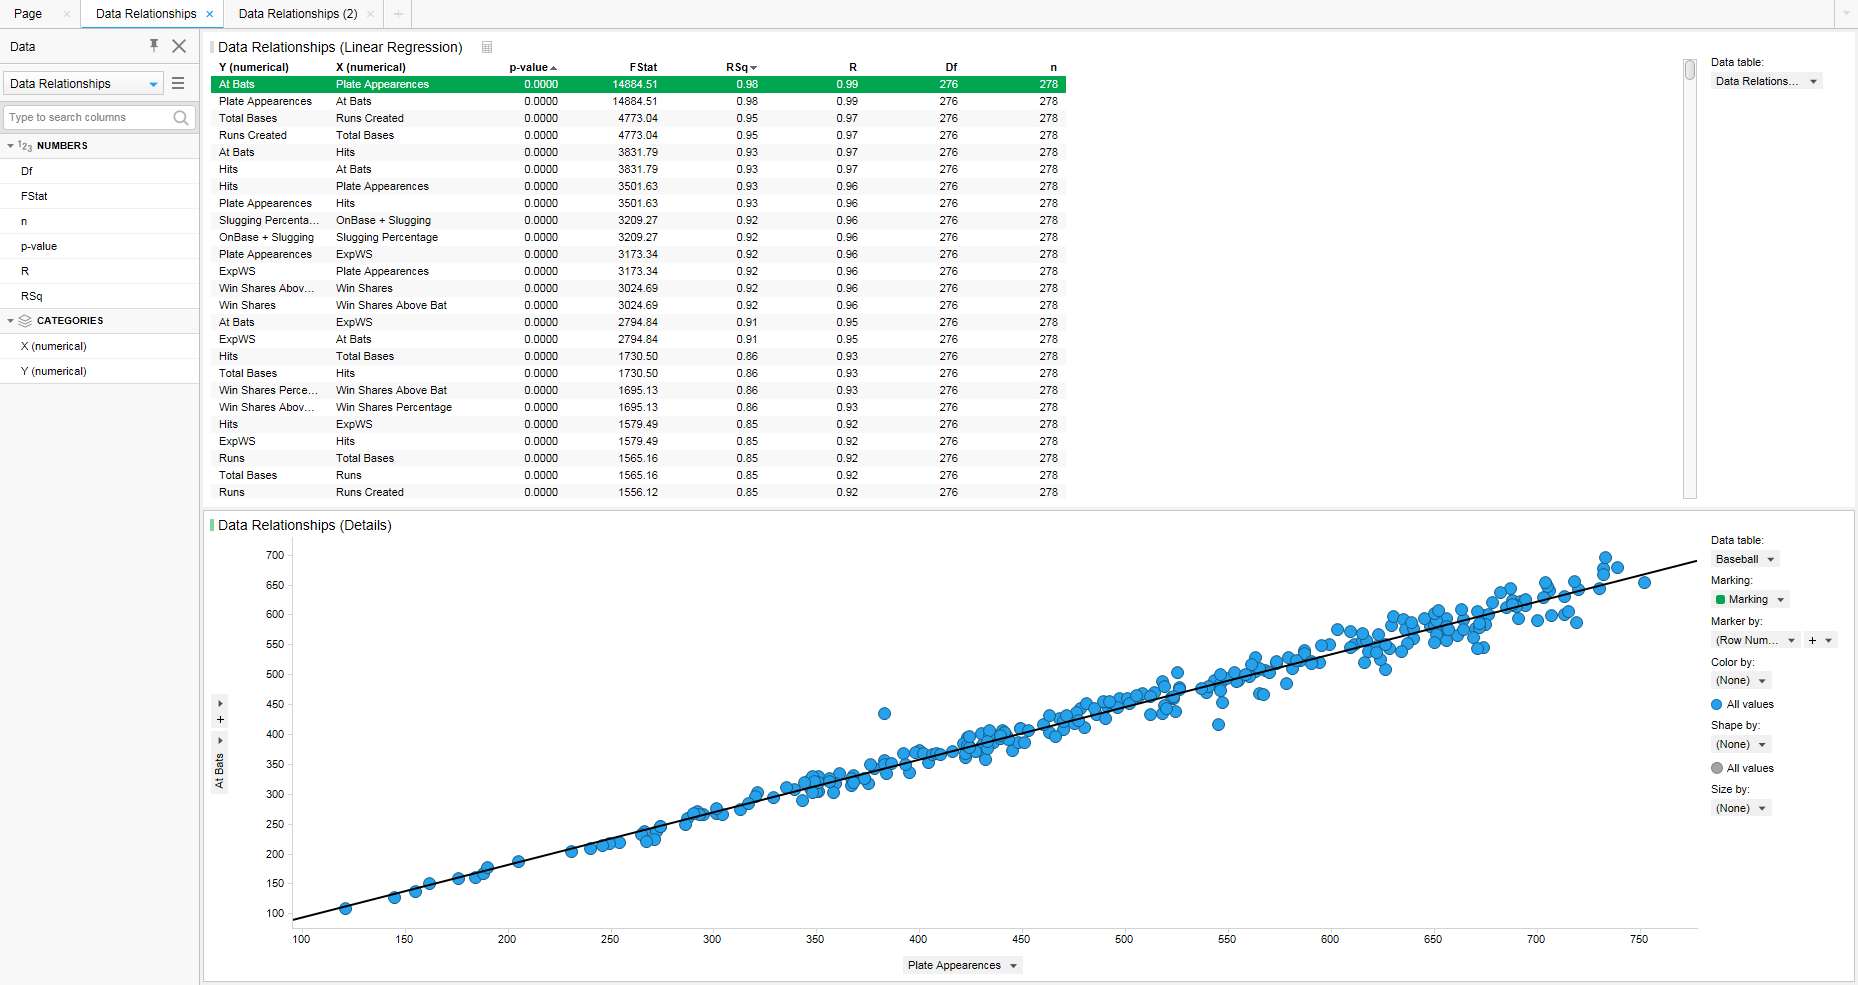 Page
Data Relationships
Data Relationships (2)
Data
Data Relationships
Type to search columns
NUMBERS
Df
FStat
n
p-value
R
RSq
CATEGORIES
X (numerical)
Y (numerical)
Data Relationships (Linear Regression)
Y (numerical) X (numerical) p-value FStat RSq R Df n
At Bats Plate Appearences 0.0000 14884.51 0.98 0.99 276 278
Plate Appearences At Bats 0.0000 14884.51 0.98 0.99 276 278
Total Bases Runs Created 0.0000 4773.04 0.95 0.97 276 278
Runs Created Total Bases 0.0000 4773.04 0.95 0.97 276 278
At Bats Hits 0.0000 3831.79 0.93 0.97 276 278
Hits At Bats 0.0000 3831.79 0.93 0.97 276 278
Hits Plate Appearences 0.0000 3501.63 0.93 0.96 276 278
Plate Appearences Hits 0.0000 3501.63 0.93 0.96 276 278
Slugging Percenta... OnBase + Slugging 0.0000 3209.27 0.92 0.96 276 278
OnBase + Slugging Slugging Percentage 0.0000 3209.27 0.92 0.96 276 278
Plate Appearences ExpWS 0.0000 3173.34 0.92 0.96 276 278
ExpWS Plate Appearences 0.0000 3173.34 0.92 0.96 276 278
Win Shares Abov... Win Shares 0.0000 3024.69 0.92 0.96 276 278
Win Shares Win Shares Above Bat 0.0000 3024.69 0.92 0.96 276 278
At Bats ExpWS 0.0000 2794.84 0.91 0.95 276 278
ExpWS At Bats 0.0000 2794.84 0.91 0.95 276 278
Hits Total Bases 0.0000 1730.50 0.86 0.93 276 278
Total Bases Hits 0.0000 1730.50 0.86 0.93 276 278
Win Shares Perce... Win Shares Above Bat 0.0000 1695.13 0.86 0.93 276 278
Win Shares Abov... Win Shares Percentage 0.0000 1695.13 0.86 0.93 276 278
Hits ExpWS 0.0000 1579.49 0.85 0.92 276 278
ExpWS Hits 0.0000 1579.49 0.85 0.92 276 278
Runs Total Bases 0.0000 1565.16 0.85 0.92 276 278
Total Bases Runs 0.0000 1565.16 0.85 0.92 276 278
Runs Runs Created 0.0000 1556.12 0.85 0.92 276 278
Data table:
Data Relations...
Data Relationships (Details)
700
650
600
550
500
450
400
350
300
250
200
150
100
At Bats
100 150 200 250 300 350 400 450 500 550 600 650 700 750
Plate Appearences
Data table:
Baseball
Marking:
Marking
Marker by:
(Row Num... +
Color by:
(None)
All values
Shape by:
(None)
All values
Size by:
(None)